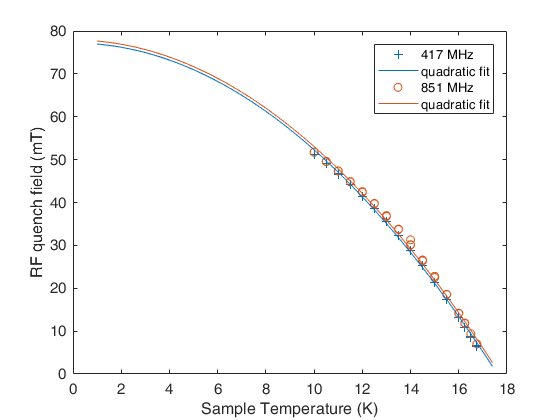 80
70
60
50
40
30
20
10
0
RF quench field (mT)
417 MHz
quadratic fit
851 MHz
quadratic fit
0 2 4 6 8 10 12 14 16 18
Sample Temperature (K)